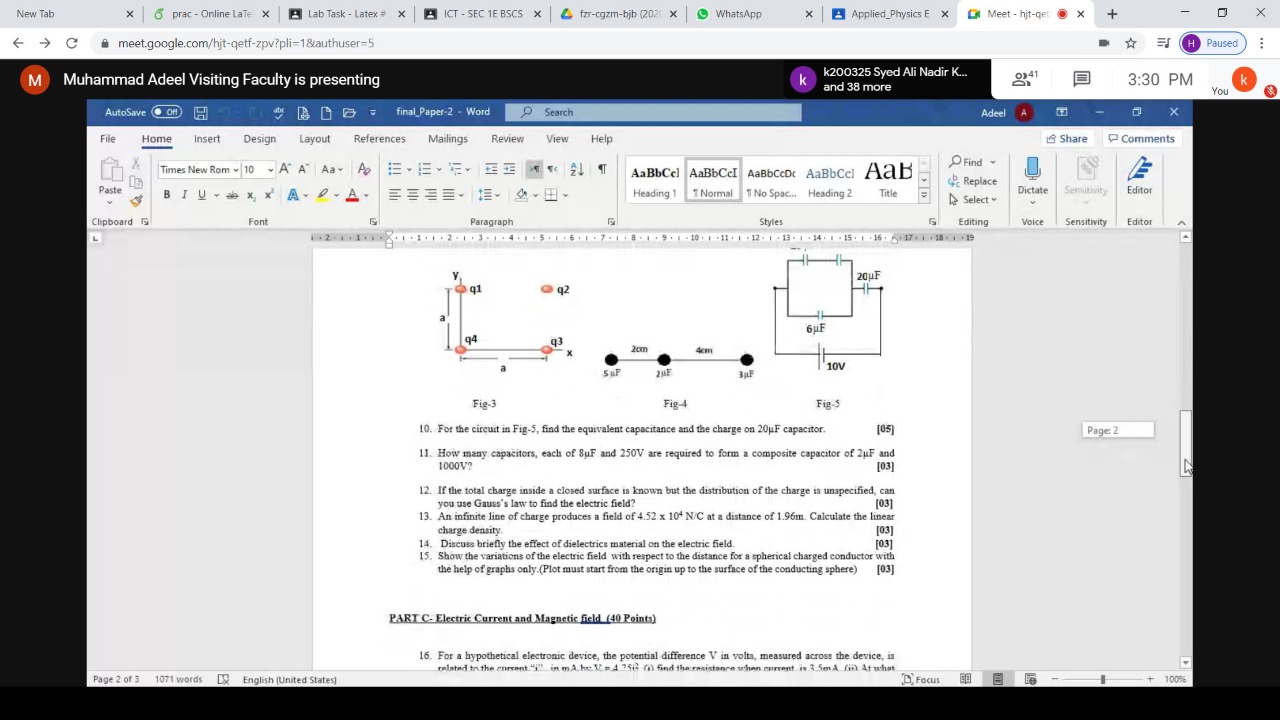 New Tab
prac - Online LaTe
Lab Task - Latex #
ICT - SEC 1E BSCS
fzr-cgzm-bjb (202
WhatsApp
Applied_Physics E
Meet - hjt-qet
meet.google.com/hjt-qetf-zpv?pli=1&authuser=5
H Paused
M Muhammad Adeel Visiting Faculty is presenting
k k200325 Syed Ali Nadir K...
and 38 more
41
3:30 PM
You
k
AutoSave Off
final_Paper-2 - Word
Search
Adeel A
File Home Insert Design Layout References Mailings Review View Help
Share Comments
Paste
Times New Rom 10
AaBbCcI AaBbCcI AaBbCcDc AaBbCcI AaB
Heading 1 ¶ Normal ¶ No Spac... Heading 2 Title
Find
Replace
Select
Dictate
Sensitivity
Editor
Clipboard Font Paragraph Styles Editing Voice Sensitivity Editor
y
q1 q2
a
q4 q3
x
a
2cm 4cm
5 µF 2µF 3µF
20µF
6µF
10V
Fig-3 Fig-4 Fig-5
Page: 2
10. For the circuit in Fig-5, find the equivalent capacitance and the charge on 20µF capacitor. [05]
11. How many capacitors, each of 8µF and 250V are required to form a composite capacitor of 2µF and
1000V? [03]
12. If the total charge inside a closed surface is known but the distribution of the charge is unspecified, can
you use Gauss's law to find the electric field? [03]
13. An infinite line of charge produces a field of 4.52 x 10⁴ N/C at a distance of 1.96m. Calculate the linear
charge density. [03]
14. Discuss briefly the effect of dielectrics material on the electric field. [03]
15. Show the variations of the electric field with respect to the distance for a spherical charged conductor with
the help of graphs only.(Plot must start from the origin up to the surface of the conducting sphere) [03]
PART C- Electric Current and Magnetic field (40 Points)
16. For a hypothetical electronic device, the potential difference V in volts, measured across the device, is
related to the current "i" in mA by V = 4.75i² (i) find the resistance when current is 3.5mA (ii) At what
Page 2 of 3 1071 words English (United States)
Focus
100%